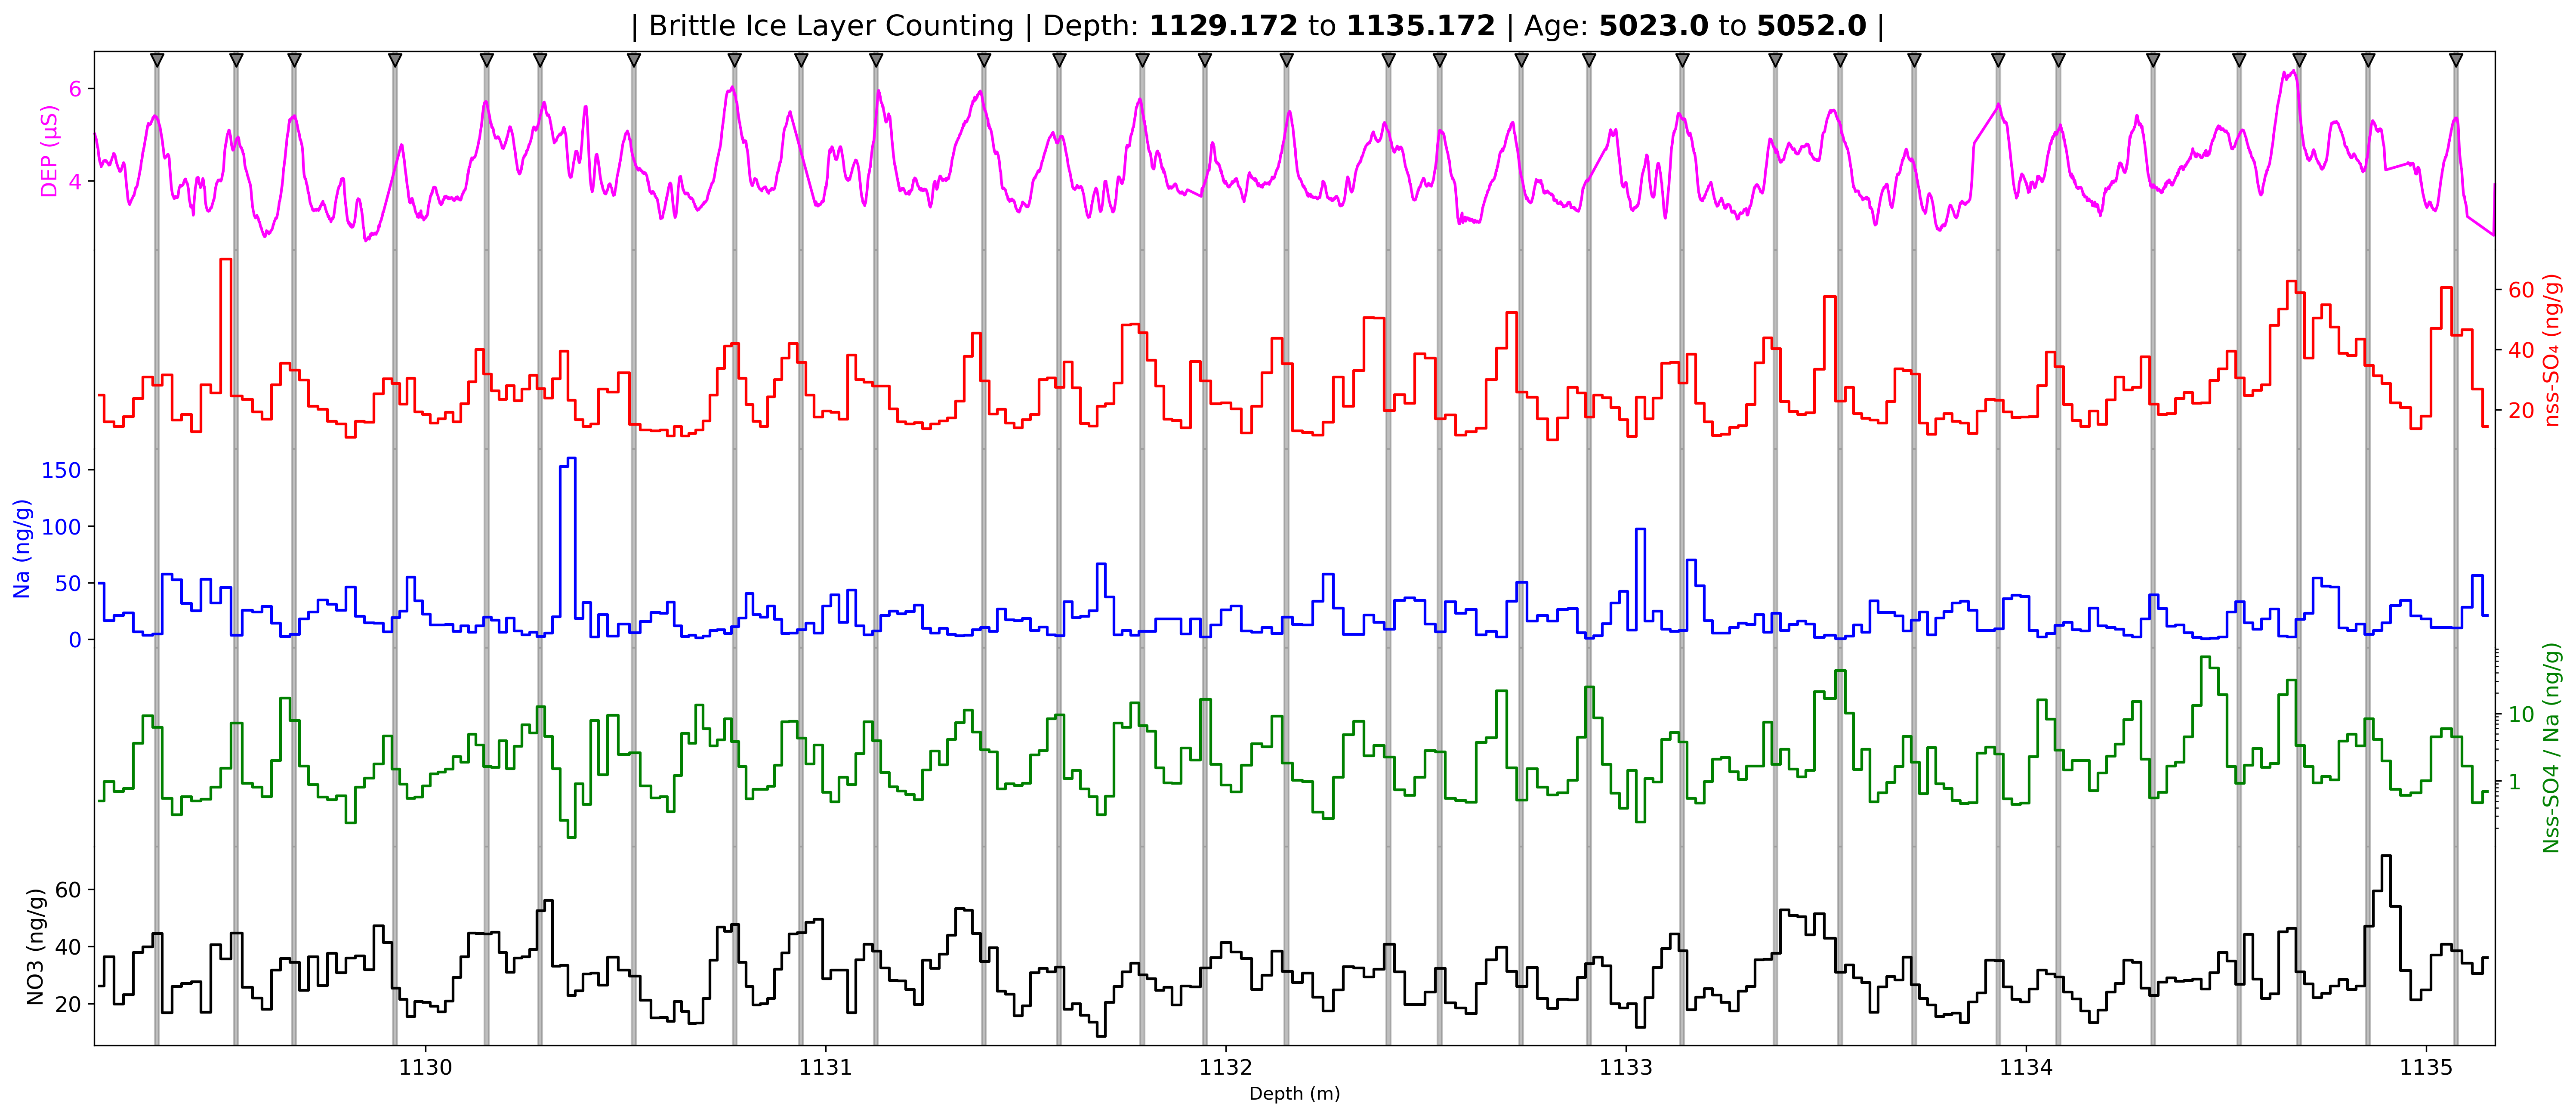 | Brittle Ice Layer Counting | Depth: 1129.172 to 1135.172 | Age: 5023.0 to 5052.0 |
DEP (μS)
6
4
nss-SO₄ (ng/g)
60
40
20
Na (ng/g)
150
100
50
0
Nss-SO4 / Na (ng/g)
10
1
NO3 (ng/g)
60
40
20
1130
1131
1132
1133
1134
1135
Depth (m)